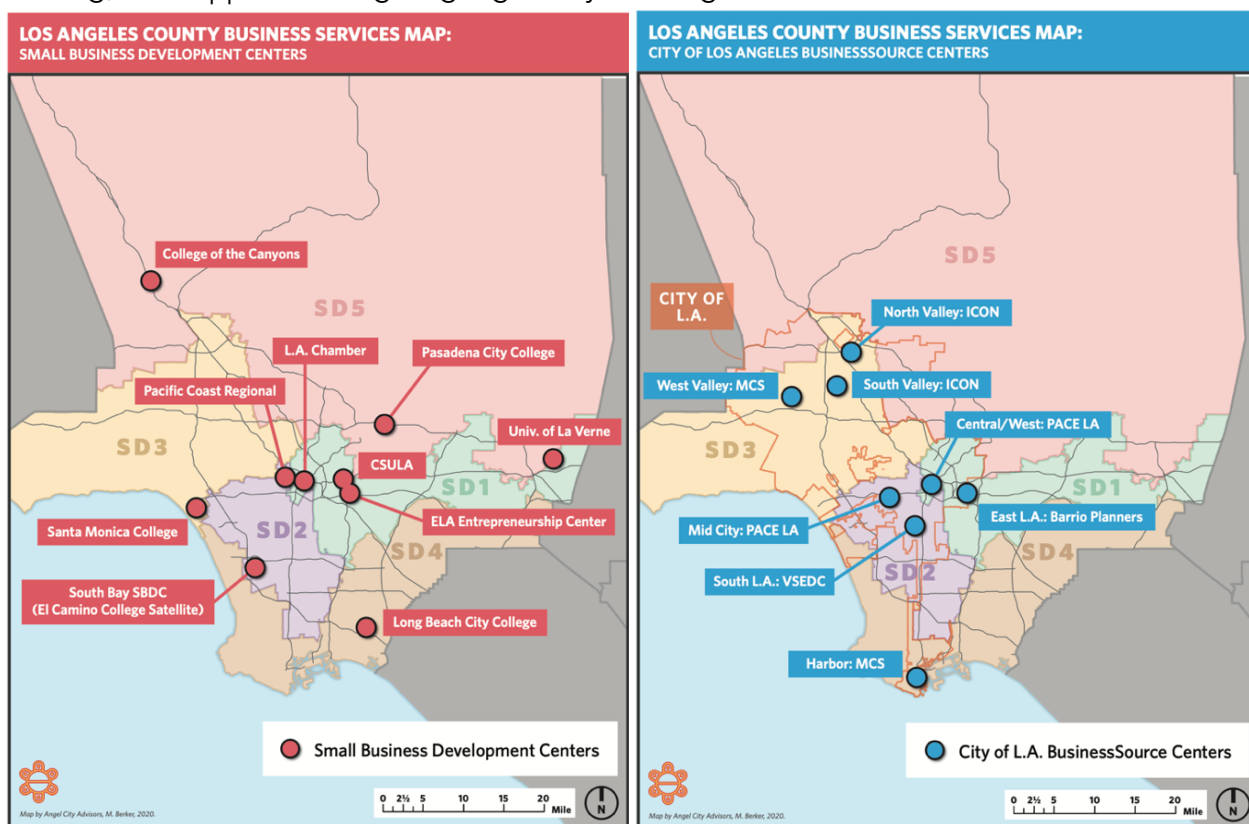 LOS ANGELES COUNTY BUSINESS SERVICES MAP:
SMALL BUSINESS DEVELOPMENT CENTERS
College of the Canyons
SD5
L.A. Chamber
Pasadena City College
Pacific Coast Regional
Univ. of La Verne
SD3
CSULA
SD1
Santa Monica College
SD2
ELA Entrepreneurship Center
SD4
South Bay SBDC
(El Camino College Satellite)
Long Beach City College
Small Business Development Centers
0 2½ 5 10 15 20
Mile
N
Map by Angel City Advisors, M. Berker, 2020.
LOS ANGELES COUNTY BUSINESS SERVICES MAP:
CITY OF LOS ANGELES BUSINESSSOURCE CENTERS
SD5
CITY OF
L.A.
North Valley: ICON
West Valley: MCS
South Valley: ICON
Central/West: PACE LA
SD3
SD1
Mid City: PACE LA
East L.A.: Barrio Planners
SD4
South L.A.: VSEDC
SD2
Harbor: MCS
City of L.A. BusinessSource Centers
0 2½ 5 10 15 20
Mile
N
Map by Angel City Advisors, M. Berker, 2020.